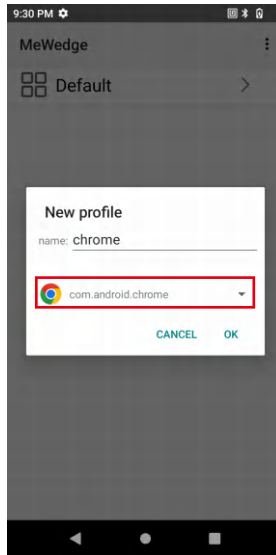 9:30 PM
MeWedge
Default
New profile
name: chrome
com.android.chrome
CANCEL OK